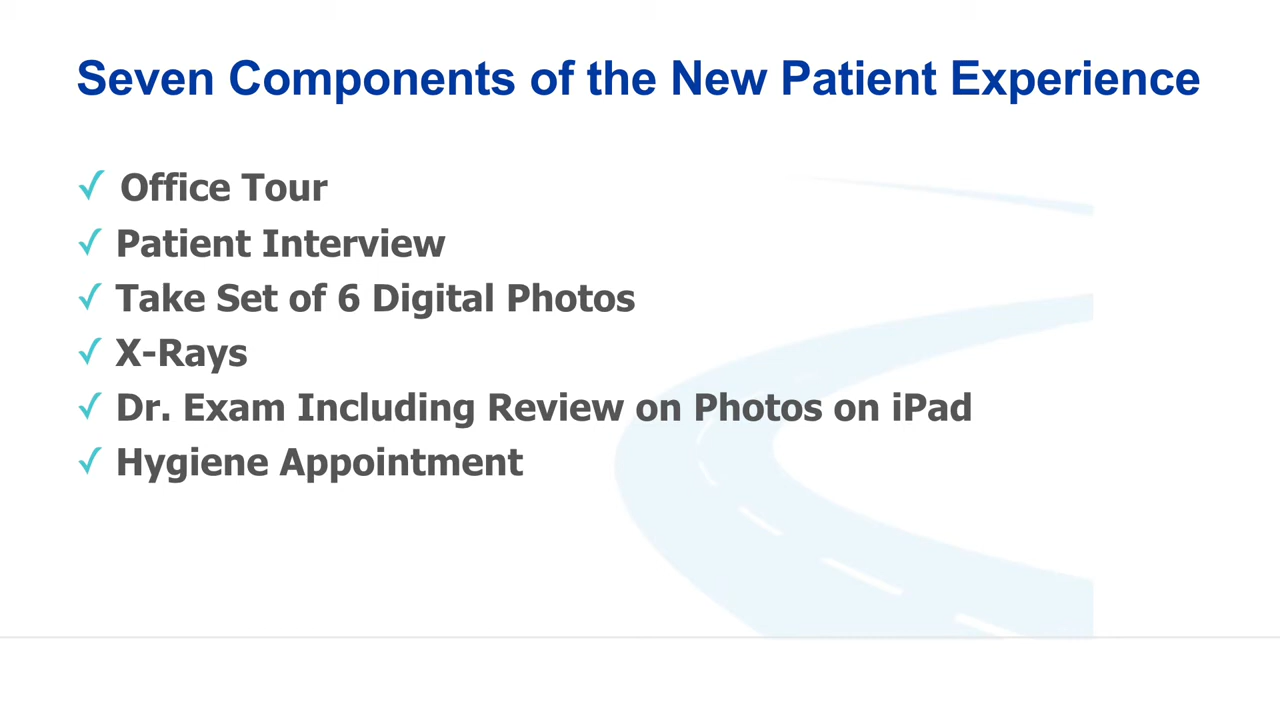 Seven Components of the New Patient Experience
✓ Office Tour
✓ Patient Interview
✓ Take Set of 6 Digital Photos
✓ X-Rays
✓ Dr. Exam Including Review on Photos on iPad
✓ Hygiene Appointment